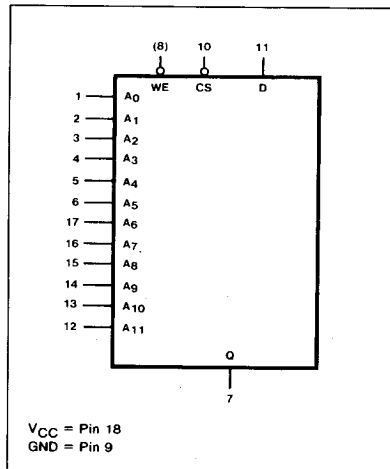 (8) 10 11
WE CS D
1 A0
2 A1
3 A2
4 A3
5 A4
6 A5
17 A6
16 A7
15 A8
14 A9
13 A10
12 A11
Q
7
VCC = Pin 18
GND = Pin 9